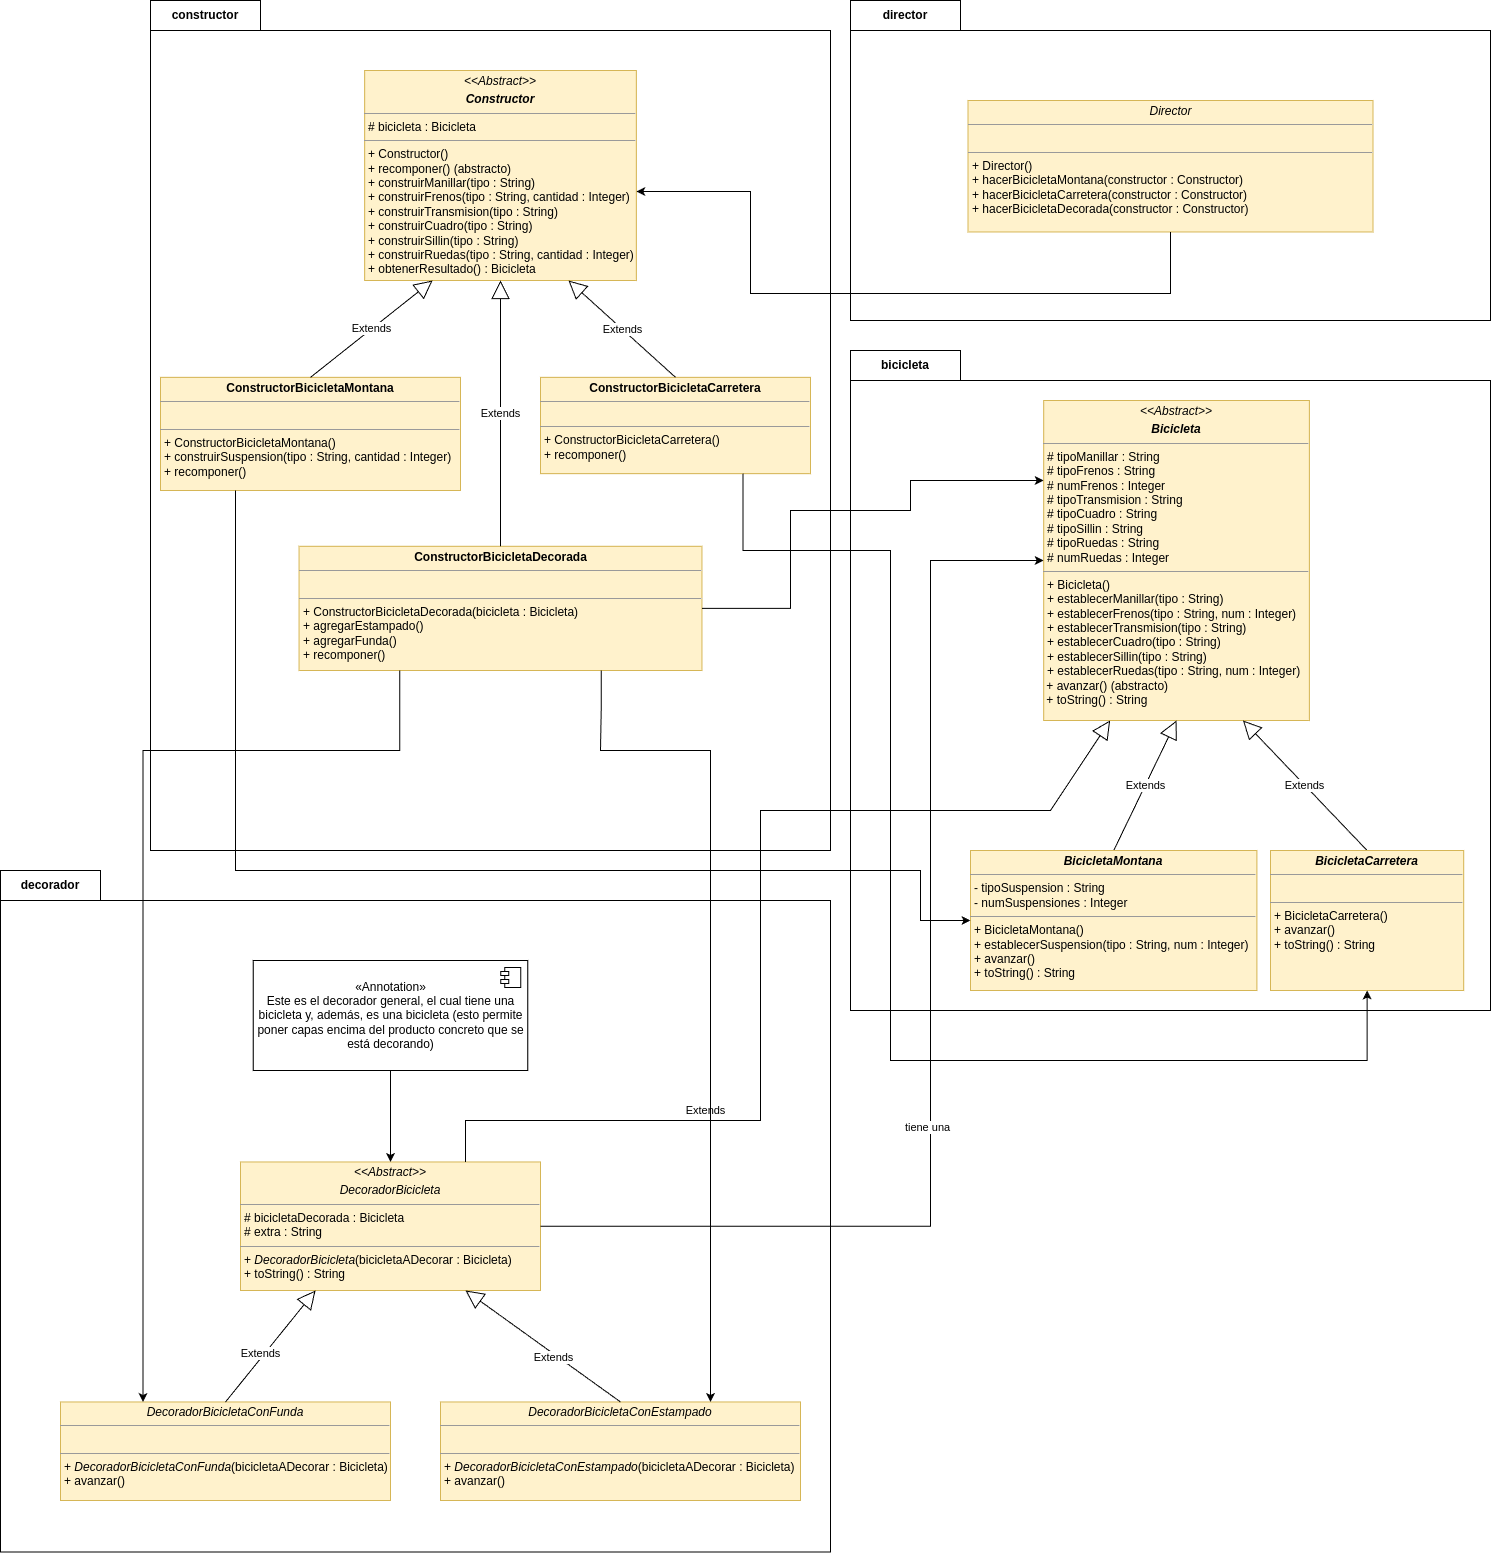 constructor
<<Abstract>>
Constructor
# bicicleta : Bicicleta
+ Constructor()
+ recomponer() (abstracto)
+ construirManillar(tipo : String)
+ construirFrenos(tipo : String, cantidad : Integer)
+ construirTransmision(tipo : String)
+ construirCuadro(tipo : String)
+ construirSillin(tipo : String)
+ construirRuedas(tipo : String, cantidad : Integer)
+ obtenerResultado() : Bicicleta
Extends
Extends
Extends
ConstructorBicicletaMontana
+ ConstructorBicicletaMontana()
+ construirSuspension(tipo : String, cantidad : Integer)
+ recomponer()
ConstructorBicicletaCarretera
+ ConstructorBicicletaCarretera()
+ recomponer()
ConstructorBicicletaDecorada
+ ConstructorBicicletaDecorada(bicicleta : Bicicleta)
+ agregarEstampado()
+ agregarFunda()
+ recomponer()
director
Director
+ Director()
+ hacerBicicletaMontana(constructor : Constructor)
+ hacerBicicletaCarretera(constructor : Constructor)
+ hacerBicicletaDecorada(constructor : Constructor)
bicicleta
<<Abstract>>
Bicicleta
# tipoManillar : String
# tipoFrenos : String
# numFrenos : Integer
# tipoTransmision : String
# tipoCuadro : String
# tipoSillin : String
# tipoRuedas : String
# numRuedas : Integer
+ Bicicleta()
+ establecerManillar(tipo : String)
+ establecerFrenos(tipo : String, num : Integer)
+ establecerTransmision(tipo : String)
+ establecerCuadro(tipo : String)
+ establecerSillin(tipo : String)
+ establecerRuedas(tipo : String, num : Integer)
+ avanzar() (abstracto)
+ toString() : String
Extends
Extends
BicicletaMontana
- tipoSuspension : String
- numSuspensiones : Integer
+ BicicletaMontana()
+ establecerSuspension(tipo : String, num : Integer)
+ avanzar()
+ toString() : String
BicicletaCarretera
+ BicicletaCarretera()
+ avanzar()
+ toString() : String
decorador
«Annotation»
Este es el decorador general, el cual tiene una
bicicleta y, además, es una bicicleta (esto permite
poner capas encima del producto concreto que se
está decorando)
Extends
tiene una
<<Abstract>>
DecoradorBicicleta
# bicicletaDecorada : Bicicleta
# extra : String
+ DecoradorBicicleta(bicicletaADecorar : Bicicleta)
+ toString() : String
Extends
Extends
DecoradorBicicletaConFunda
+ DecoradorBicicletaConFunda(bicicletaADecorar : Bicicleta)
+ avanzar()
DecoradorBicicletaConEstampado
+ DecoradorBicicletaConEstampado(bicicletaADecorar : Bicicleta)
+ avanzar()